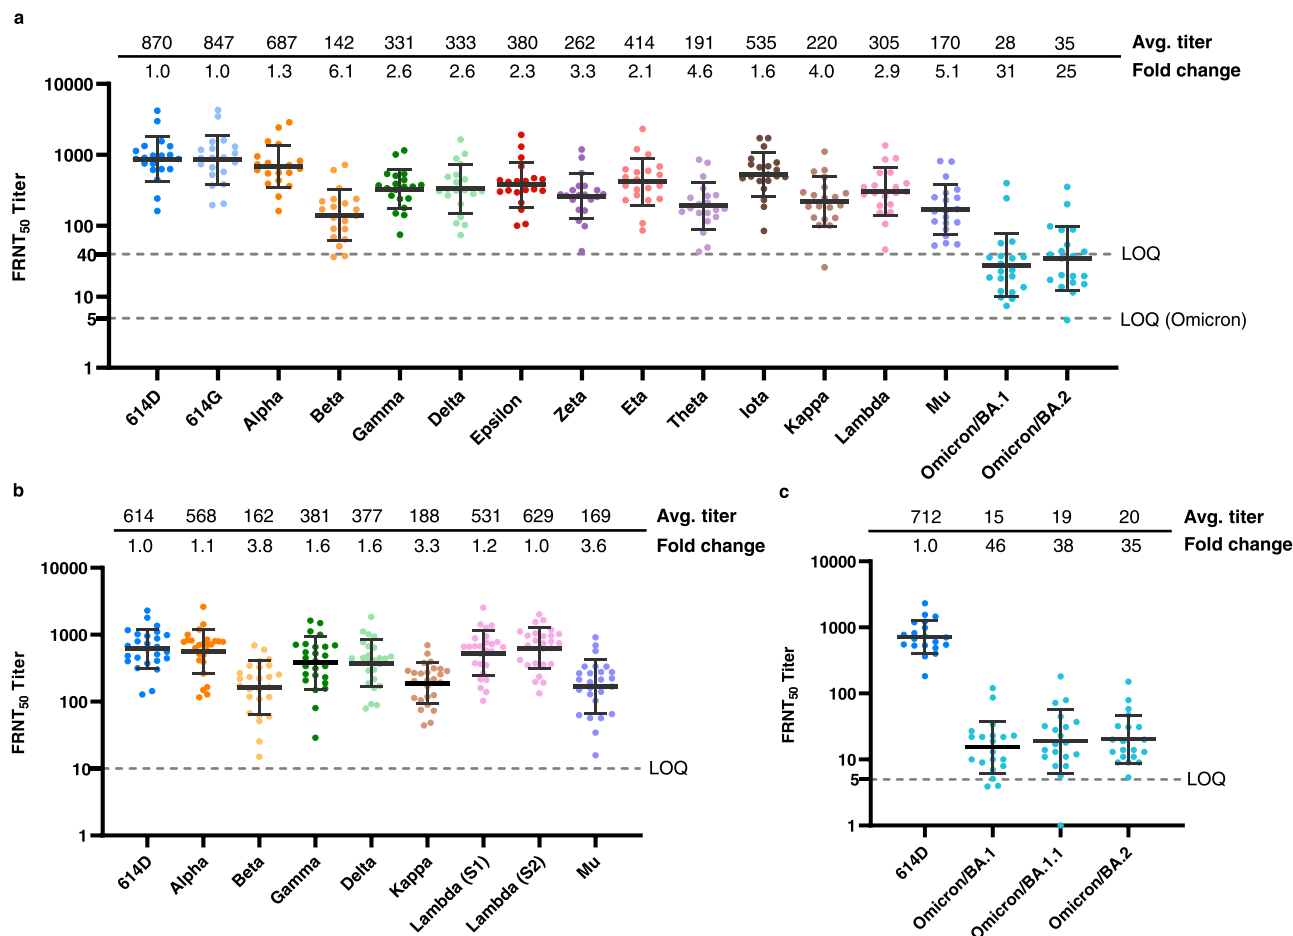 a
870 847 687 142 331 333 380 262 414 191 535 220 305 170 28 35 Avg. titer
1.0 1.0 1.3 6.1 2.6 2.6 2.3 3.3 2.1 4.6 1.6 4.0 2.9 5.1 31 25 Fold change
10000
1000
100
40
10
5
1
FRNT50 Titer
LOQ
LOQ (Omicron)
614D 614G Alpha Beta Gamma Delta Epsilon Zeta Eta Theta Iota Kappa Lambda Mu Omicron/BA.1 Omicron/BA.2
b
614 568 162 381 377 188 531 629 169 Avg. titer
1.0 1.1 3.8 1.6 1.6 3.3 1.2 1.0 3.6 Fold change
10000
1000
100
10
1
FRNT50 Titer
LOQ
614D Alpha Beta Gamma Delta Kappa Lambda (S1) Lambda (S2) Mu
c
712 15 19 20 Avg. titer
1.0 46 38 35 Fold change
10000
1000
100
10
5
1
FRNT50 Titer
LOQ
614D Omicron/BA.1 Omicron/BA.1.1 Omicron/BA.2